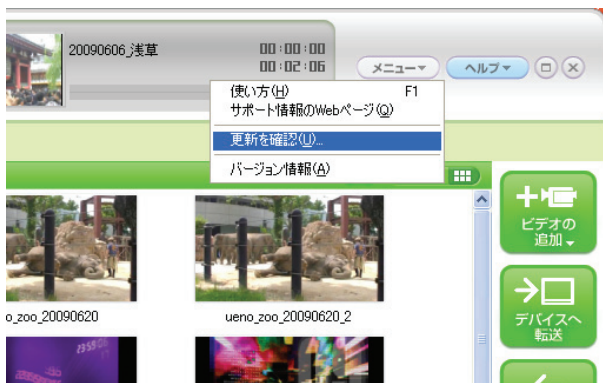 20090606_浅草
00:00:00
00:02:06
メニュー
ヘルプ
使い方(H) F1
サポート情報のWebページ(Q)
更新を確認(U)...
バージョン情報(A)
ビデオの
追加
o_zoo_20090620
ueno_zoo_20090620_2
デバイスへ
転送